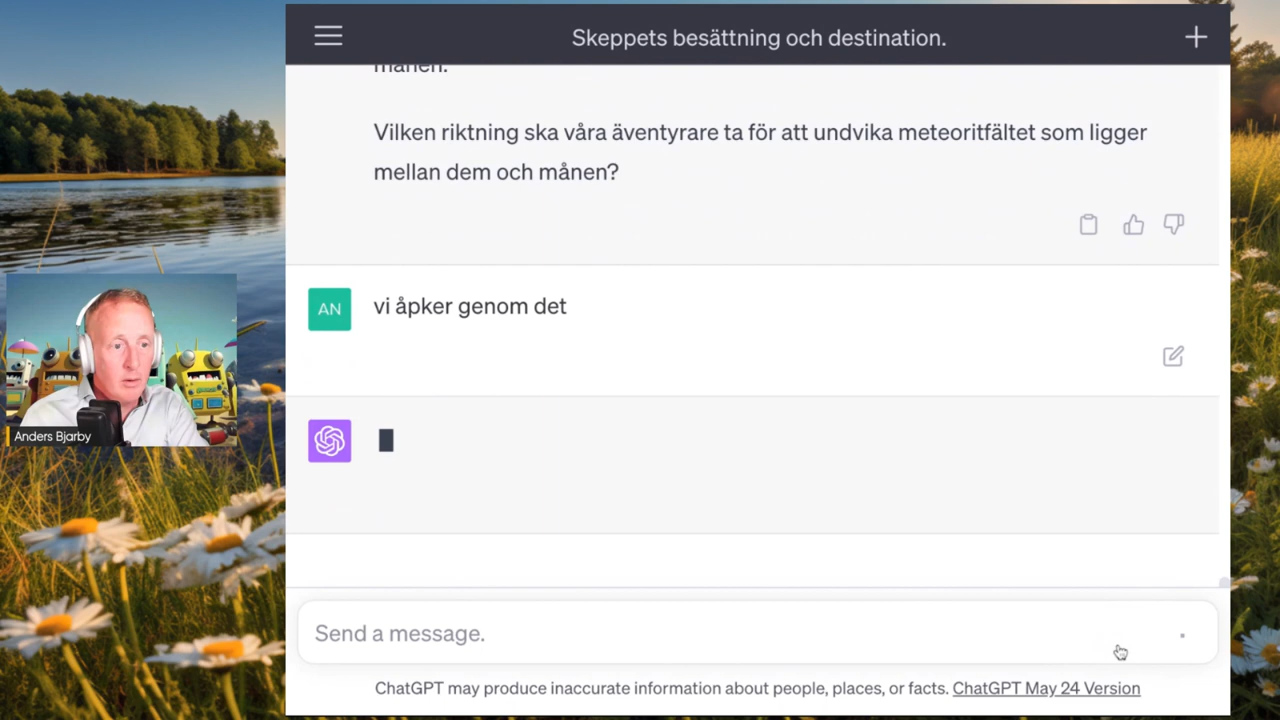 Skeppets besättning och destination.
månen.
Vilken riktning ska våra äventyrare ta för att undvika meteoritfältet som ligger
mellan dem och månen?
AN
vi åpker genom det
Anders Bjarby
Send a message.
ChatGPT may produce inaccurate information about people, places, or facts. ChatGPT May 24 Version